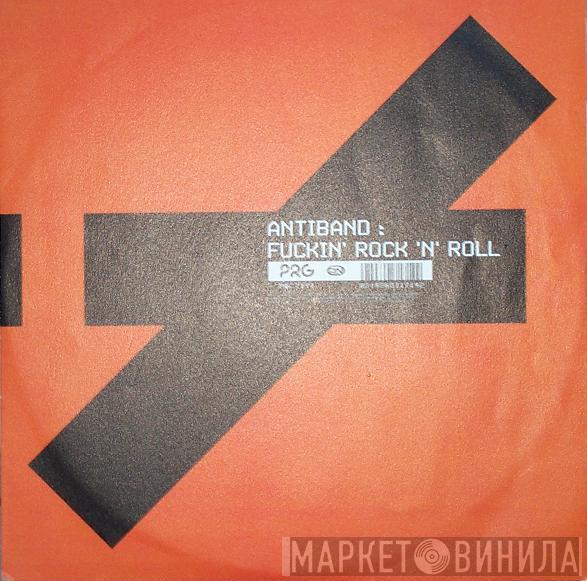 ANTIBAND :
FUCKIN' ROCK 'N' ROLL
PRG
МАРКЕТ ВИНИЛА